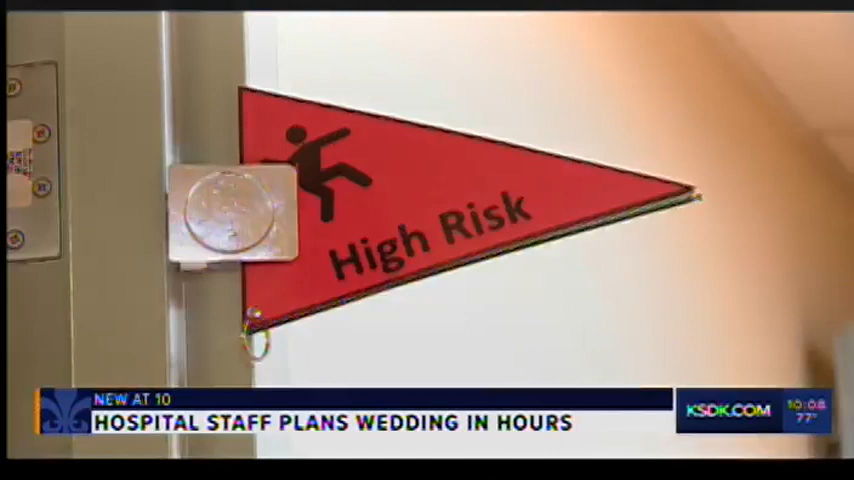 High Risk
NEW AT 10
HOSPITAL STAFF PLANS WEDDING IN HOURS
KSDK.COM
10:08
77°